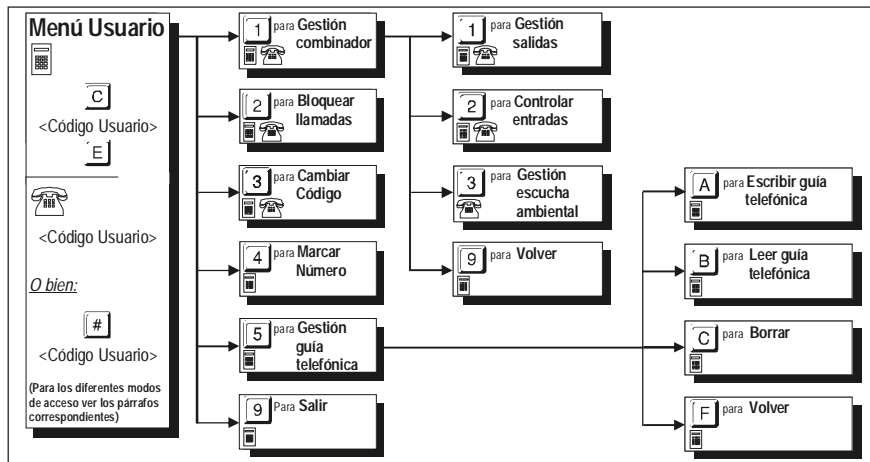 Menú Usuario
C
<Código Usuario>
E
<Código Usuario>
O bien:
#
<Código Usuario>
(Para los diferentes modos
de acceso ver los párrafos
correspondientes)
1 para Gestión
combinador
2 para Bloquear
llamadas
3 para Cambiar
Código
4 para Marcar
Número
5 para Gestión
guía
telefónica
9 Para Salir
1 para Gestión
salidas
2 para Controlar
entradas
3 para Gestión
escucha
ambiental
9 para Volver
A para Escribir guía
telefónica
B para Leer guía
telefónica
C para Borrar
F para Volver